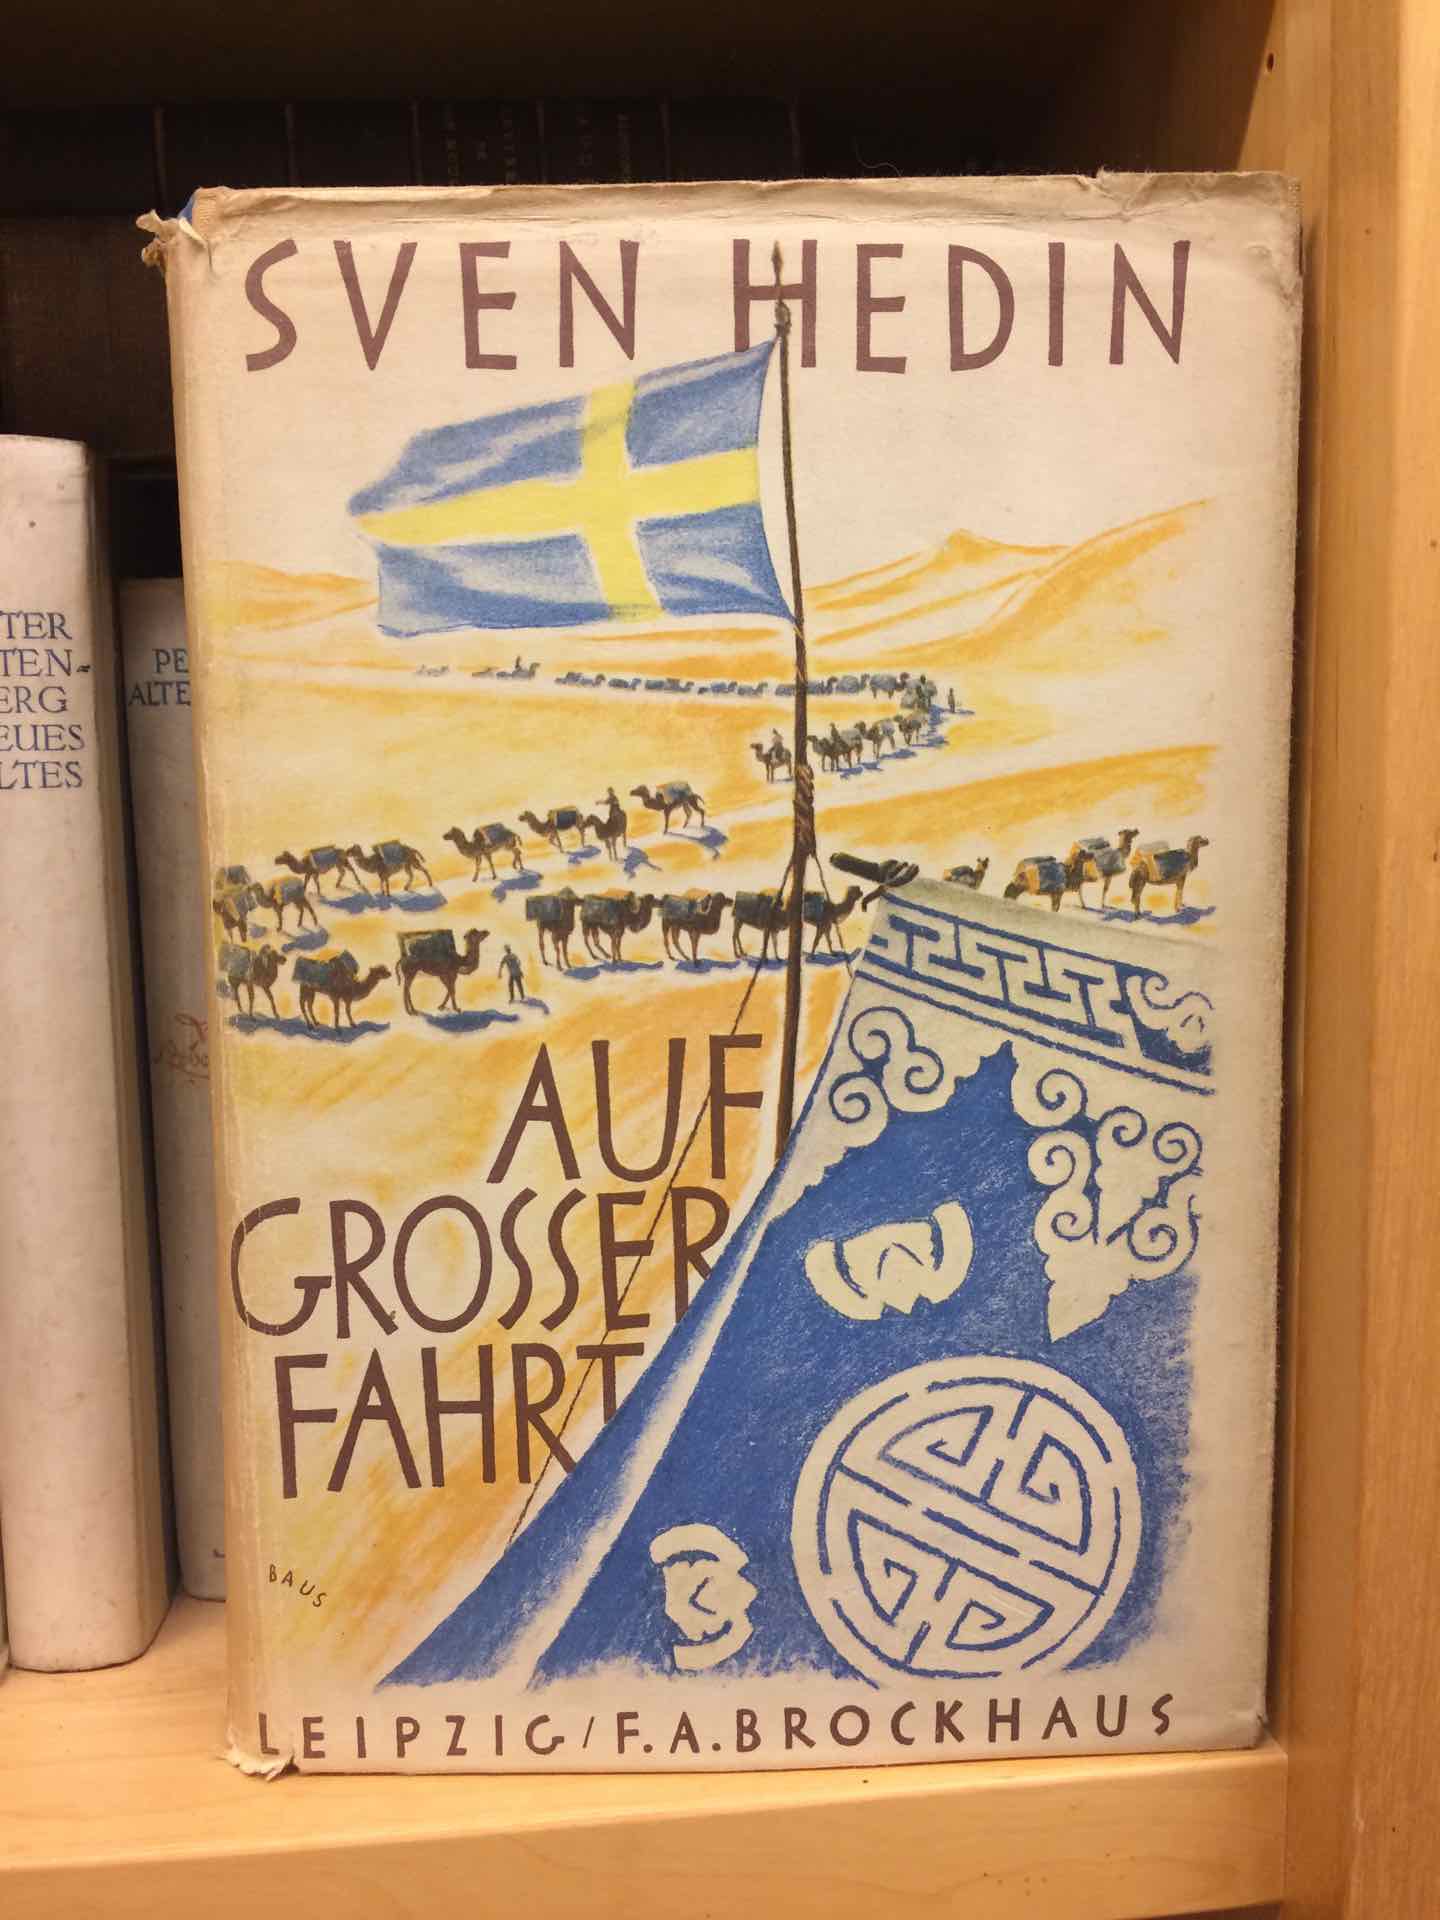 SVEN HEDIN
AUF
GROSSER
FAHRT
BAUS
LEIPZIG / F. A. BROCKHAUS
TER
TEN-
ERG
EUES
LTES
PE
ALTE